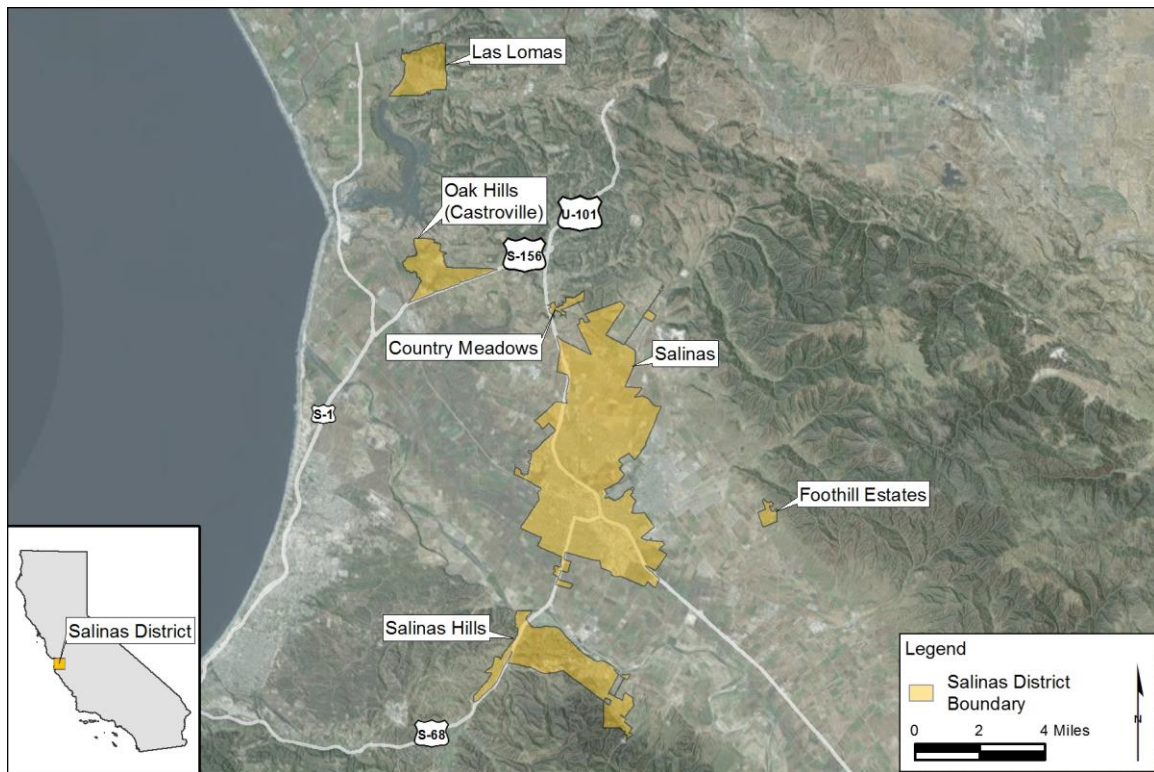 Las Lomas
Oak Hills
(Castroville)
U-101
S-156
Country Meadows
Salinas
S-1
Foothill Estates
Salinas Hills
Salinas District
S-68
Legend
Salinas District
Boundary
0 2 4 Miles
N